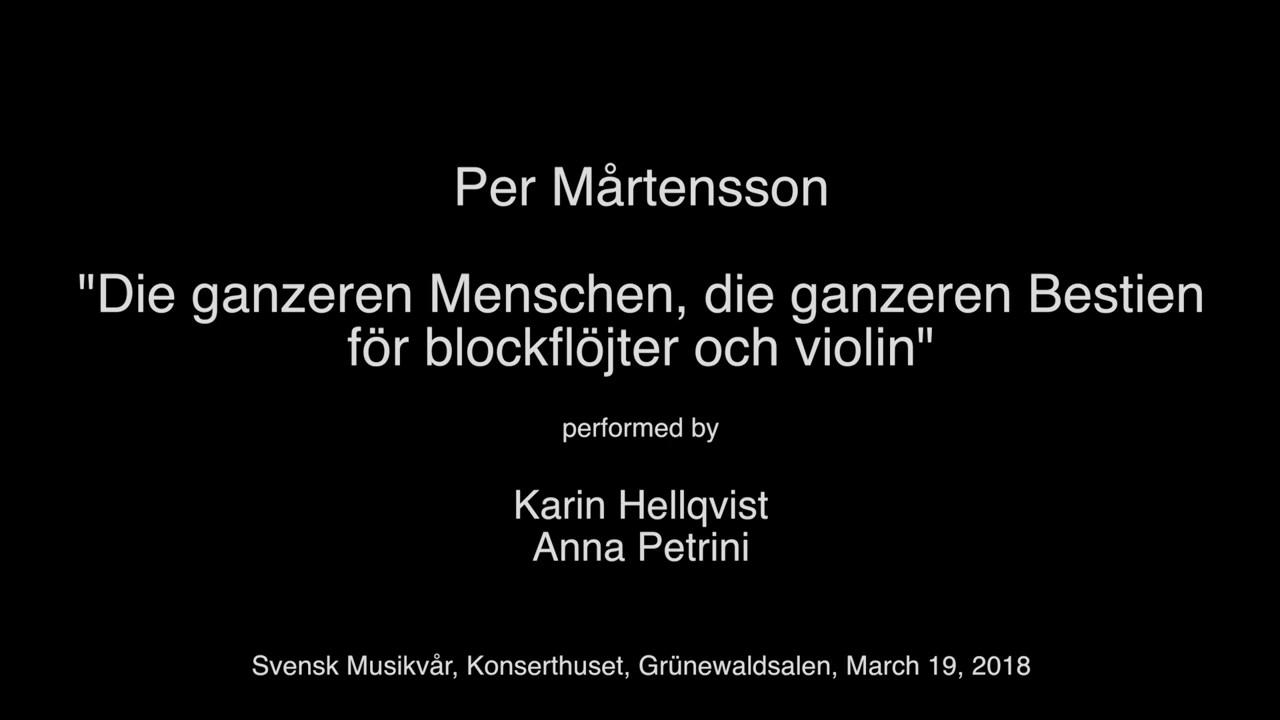 Per Mårtensson
"Die ganzeren Menschen, die ganzeren Bestien
för blockflöjter och violin"
performed by
Karin Hellqvist
Anna Petrini
Svensk Musikvår, Konserthuset, Grünewaldsalen, March 19, 2018